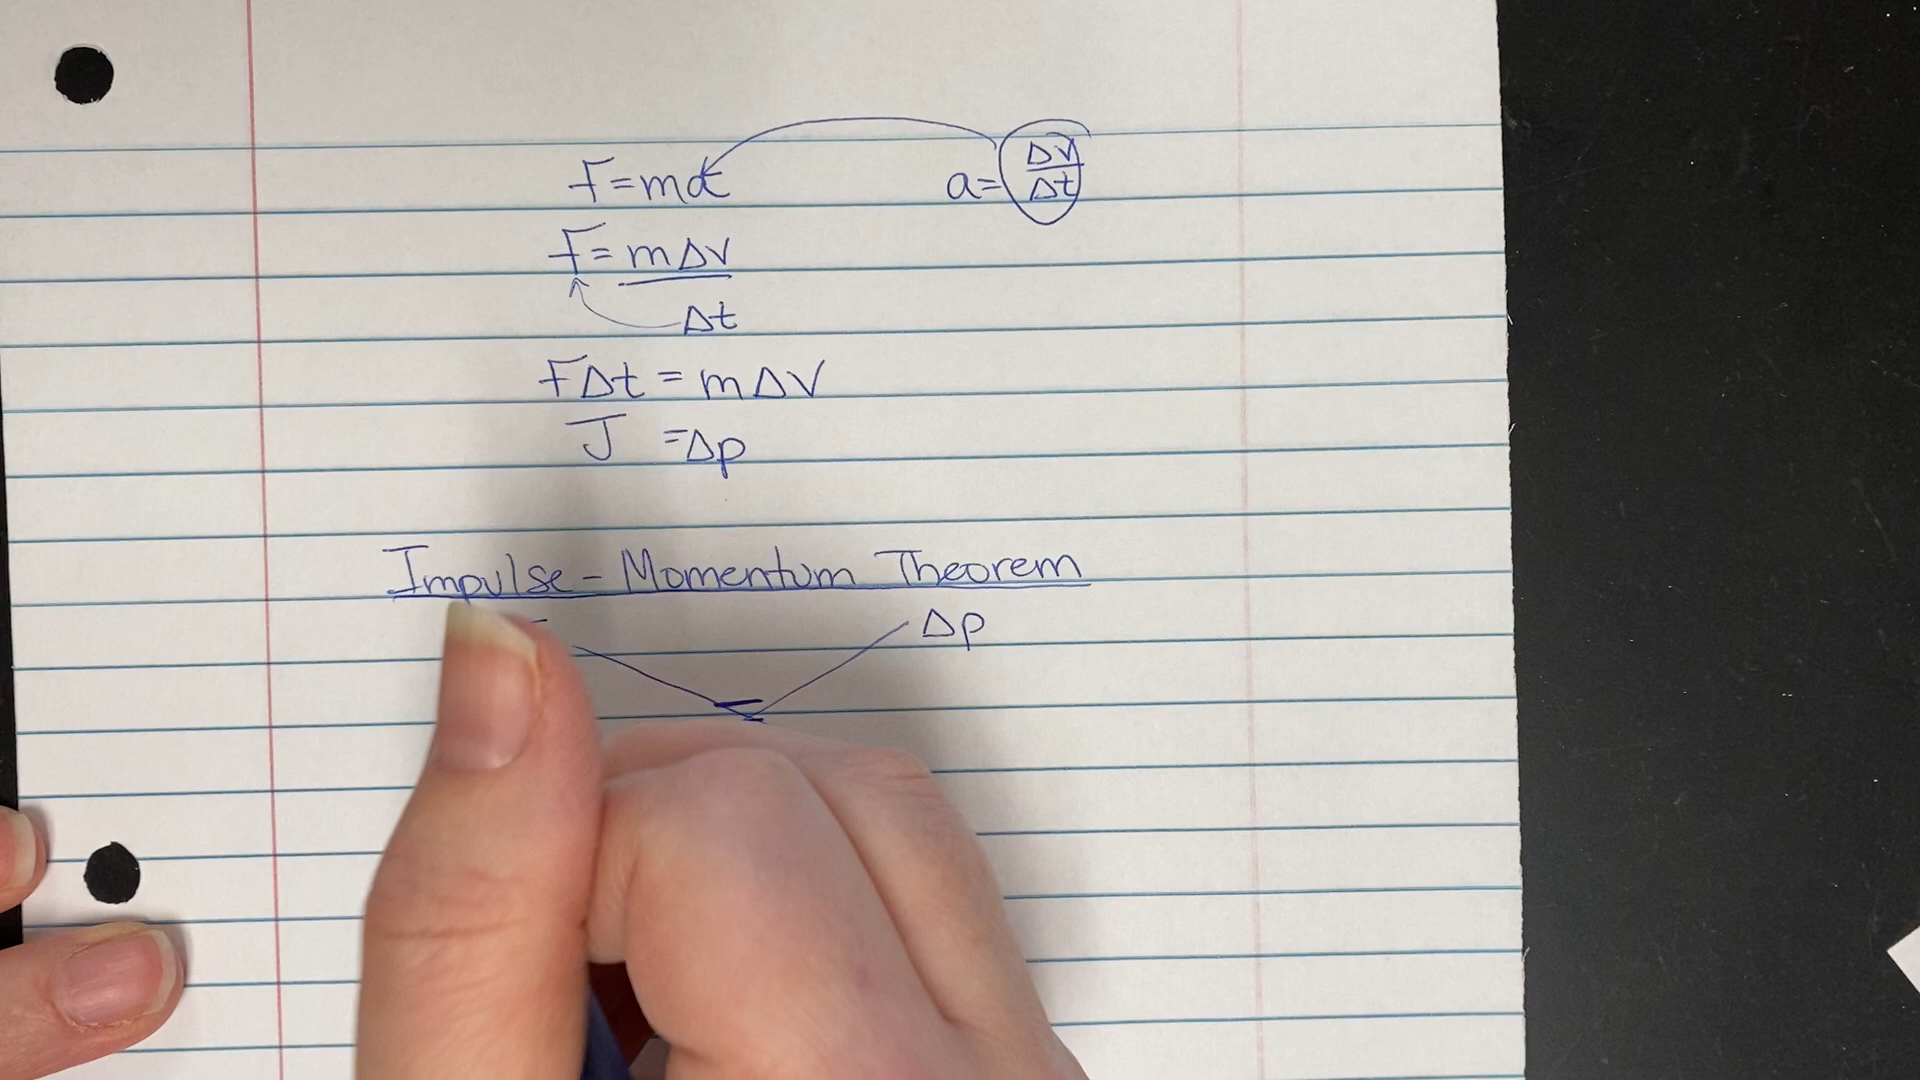 F=ma a=Δv/Δt
F=mΔv
Δt
FΔt=mΔv
J =Δp
Impulse-Momentum Theorem
Δp
=